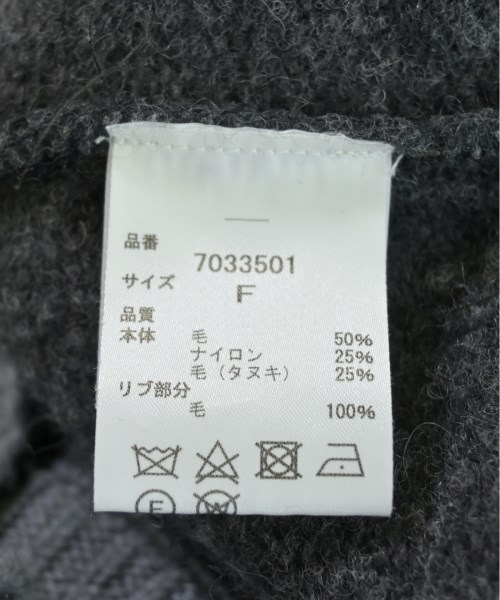 品番
7033501
サイズ
F
品質
本体 毛 50%
ナイロン 25%
毛（タヌキ） 25%
リブ部分
毛 100%
F W